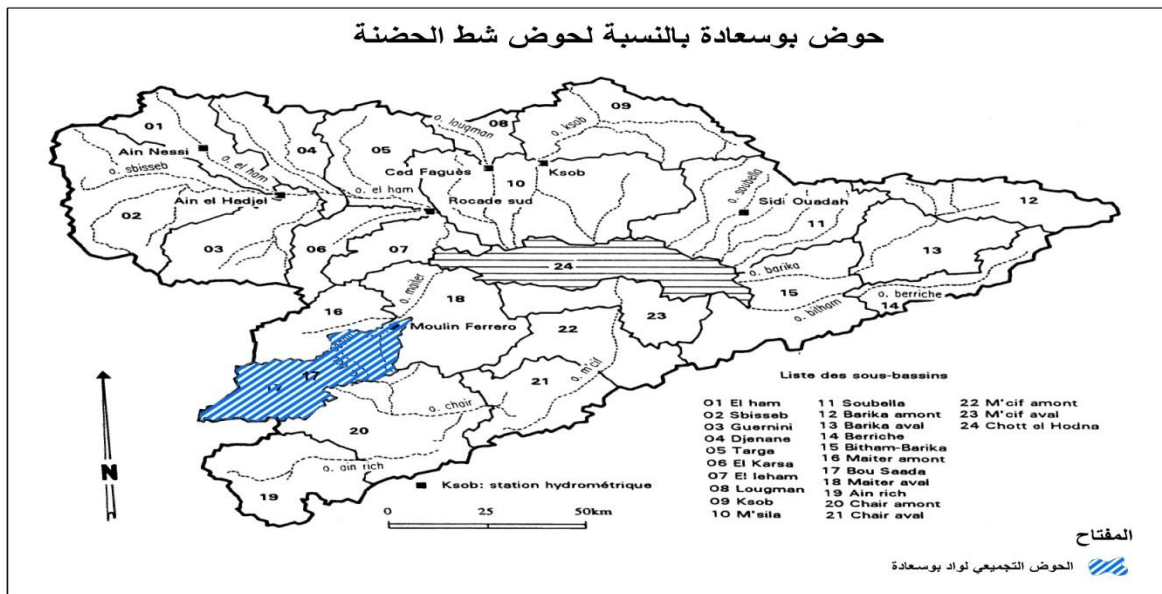 حوض بوسعادة بالنسبة لحوض شط الحضنة
01
Ain Nessi
o. sbisseb
o. el ham
02
Ain el Hadjel
03
04
05
o. lougman
08
o. ksob
09
Ced Faguès
10
Ksob
o. el ham
Rocade sud
06
07
o. soubella
Sidi Ouadah
11
12
13
24
o. barika
15
o. bitham
o. berriche
14
o. maiter
18
16
Moulin Ferrero
17
22
23
21
o. m'cif
o. chair
20
o. ain rich
19
N
Ksob: station hydrométrique
0 25 50km
Liste des sous-bassins
01 El ham
02 Sbisseb
03 Guernini
04 Djenane
05 Targa
06 El Karsa
07 El leham
08 Lougman
09 Ksob
10 M'sila
11 Soubella
12 Barika amont
13 Barika aval
14 Berriche
15 Bitham-Barika
16 Maiter amont
17 Bou Saada
18 Maiter aval
19 Ain rich
20 Chair amont
21 Chair aval
22 M'cif amont
23 M'cif aval
24 Chott el Hodna
المفتاح
الحوض التجميعي لواد بوسعادة